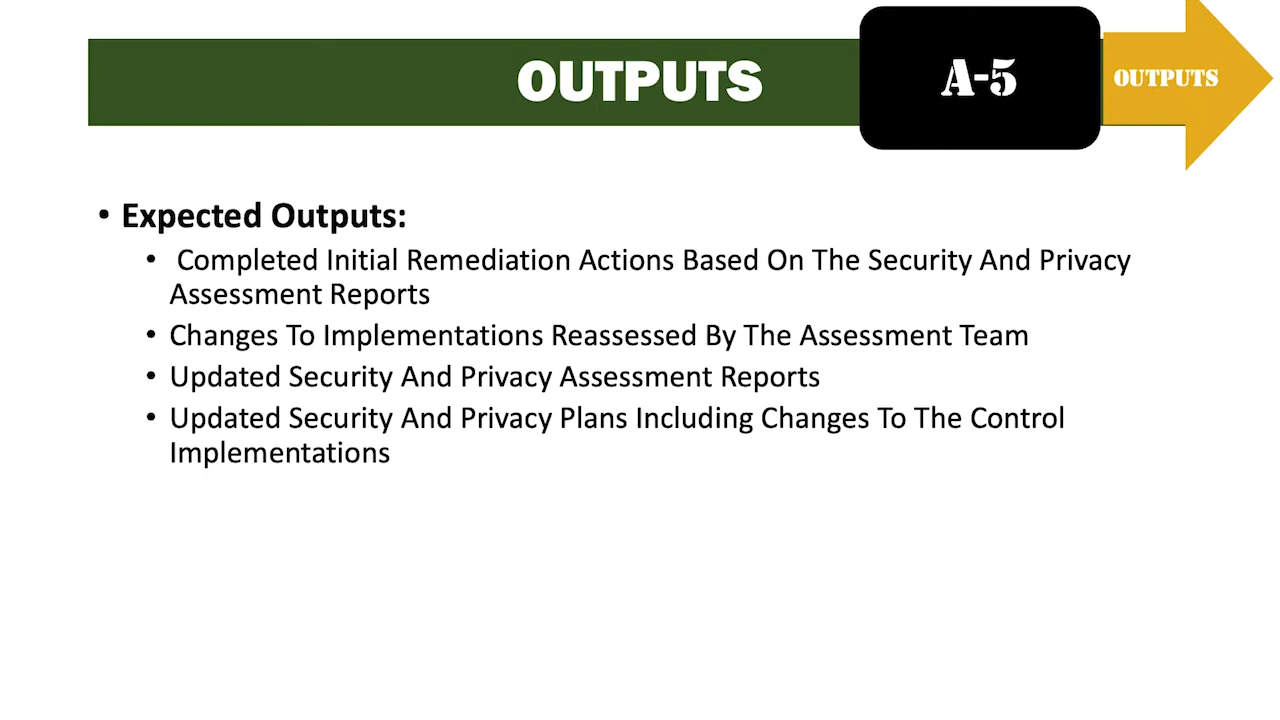 OUTPUTS
A-5
OUTPUTS
• Expected Outputs:
• Completed Initial Remediation Actions Based On The Security And Privacy
Assessment Reports
• Changes To Implementations Reassessed By The Assessment Team
• Updated Security And Privacy Assessment Reports
• Updated Security And Privacy Plans Including Changes To The Control
Implementations